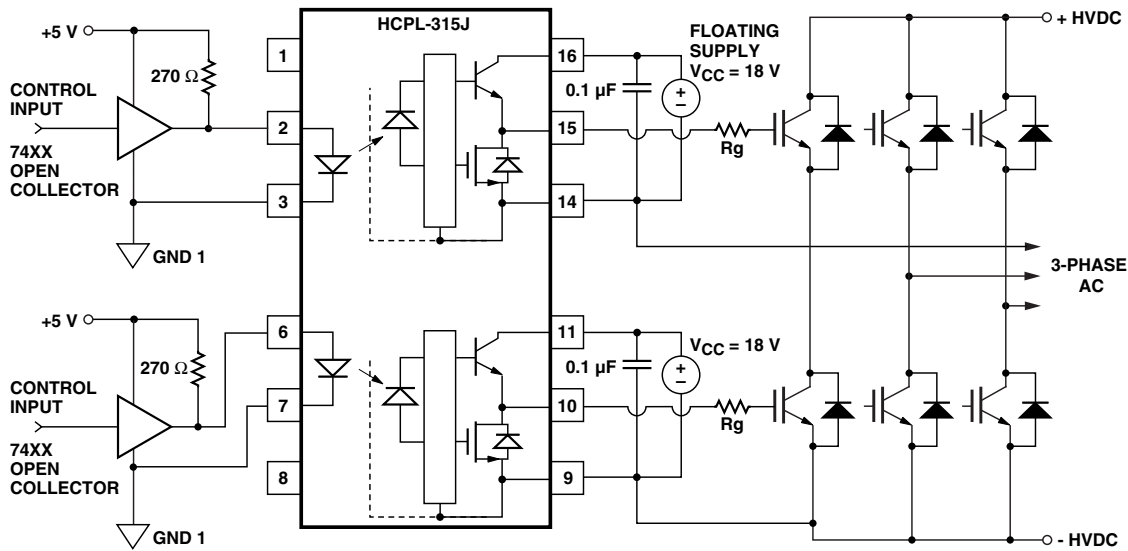 HCPL-315J
+5 V
270 Ω
CONTROL
INPUT
74XX
OPEN
COLLECTOR
GND 1
1
2
3
16
15
14
0.1 µF
FLOATING
SUPPLY
VCC = 18 V
Rg
+ HVDC
3-PHASE
AC
+5 V
270 Ω
CONTROL
INPUT
74XX
OPEN
COLLECTOR
GND 1
6
7
8
11
10
9
0.1 µF
VCC = 18 V
Rg
- HVDC